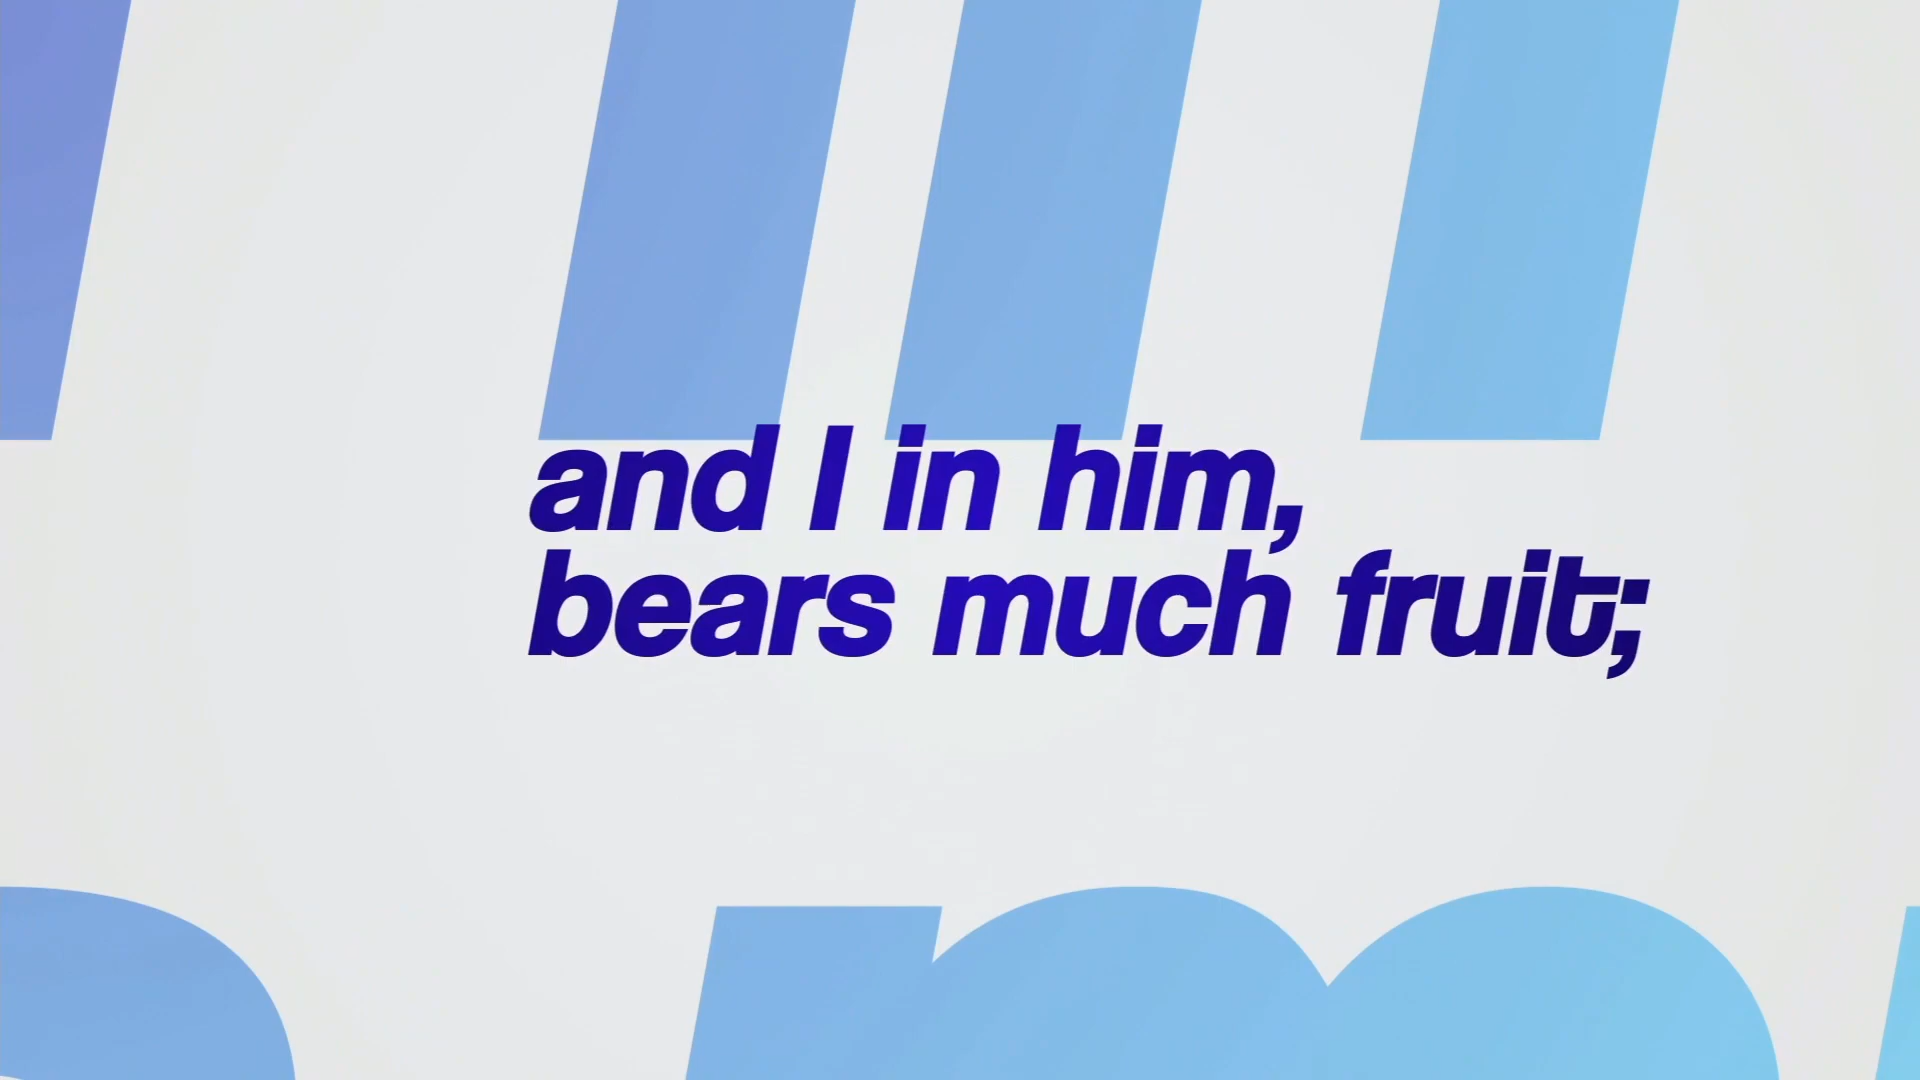 and I in him,
bears much fruit;